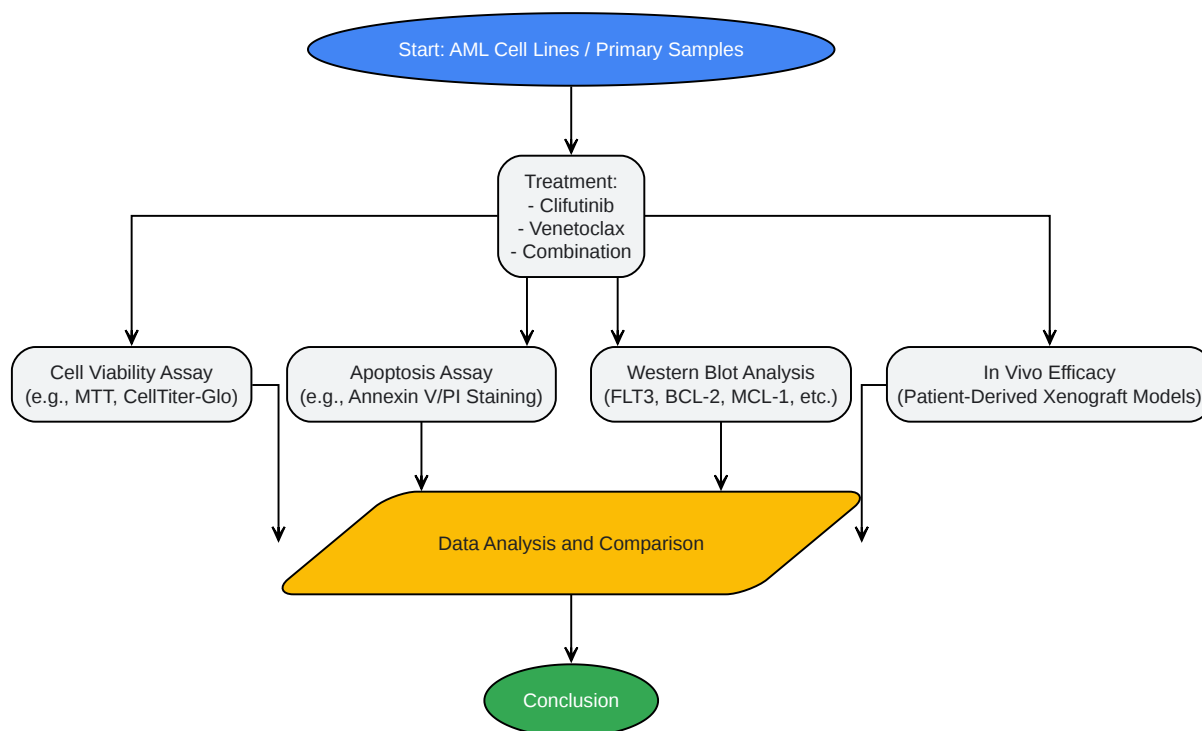 Start: AML Cell Lines / Primary Samples
Treatment:
- Clifutinib
- Venetoclax
- Combination
Cell Viability Assay
(e.g., MTT, CellTiter-Glo)
Apoptosis Assay
(e.g., Annexin V/PI Staining)
Western Blot Analysis
(FLT3, BCL-2, MCL-1, etc.)
In Vivo Efficacy
(Patient-Derived Xenograft Models)
Data Analysis and Comparison
Conclusion